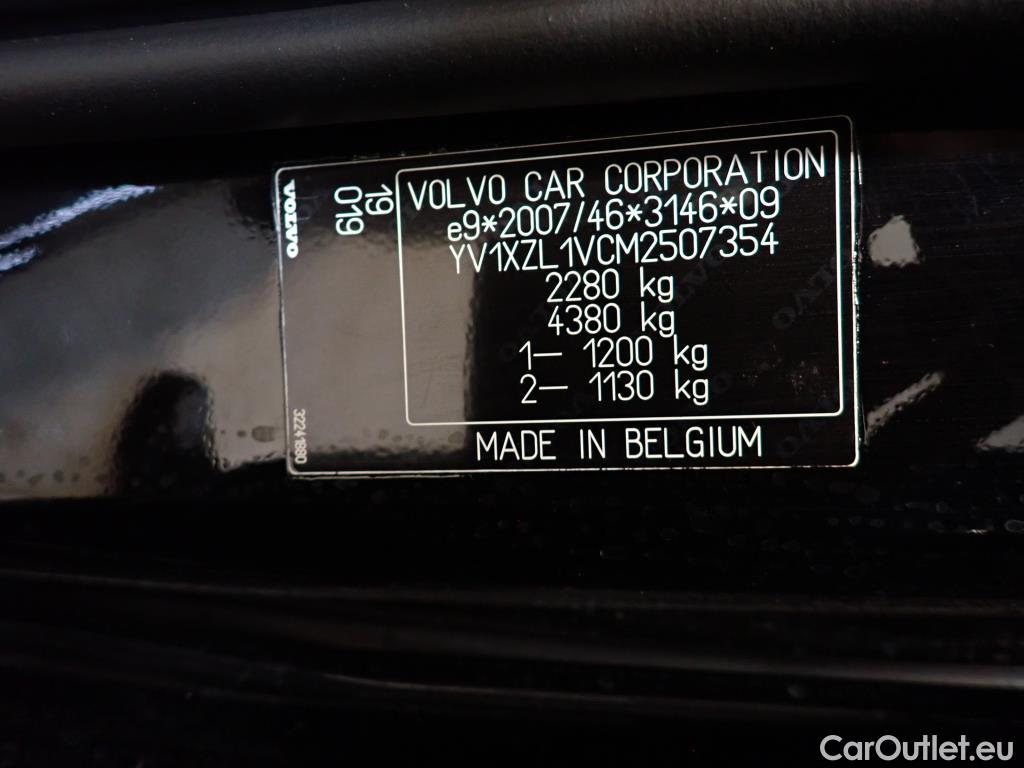 VOLVO
19
019
32241880
VOLVO CAR CORPORATION
e9*2007/46*3146*09
YV1XZL1VCM2507354
2280 kg
4380 kg
1— 1200 kg
2— 1130 kg
MADE IN BELGIUM
CarOutlet.eu